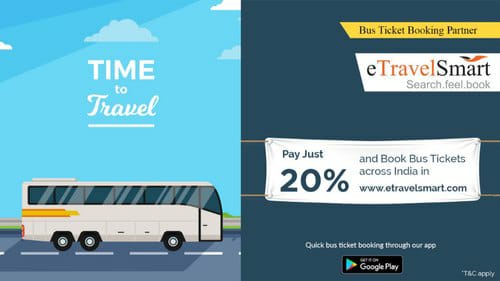 TIME
to
Travel
Bus Ticket Booking Partner
eTravelSmart
Search.feel.book
Pay Just
20%
and Book Bus Tickets
across India in
www.etravelsmart.com
Quick bus ticket booking through our app
GET IT ON
Google Play
*T&C apply